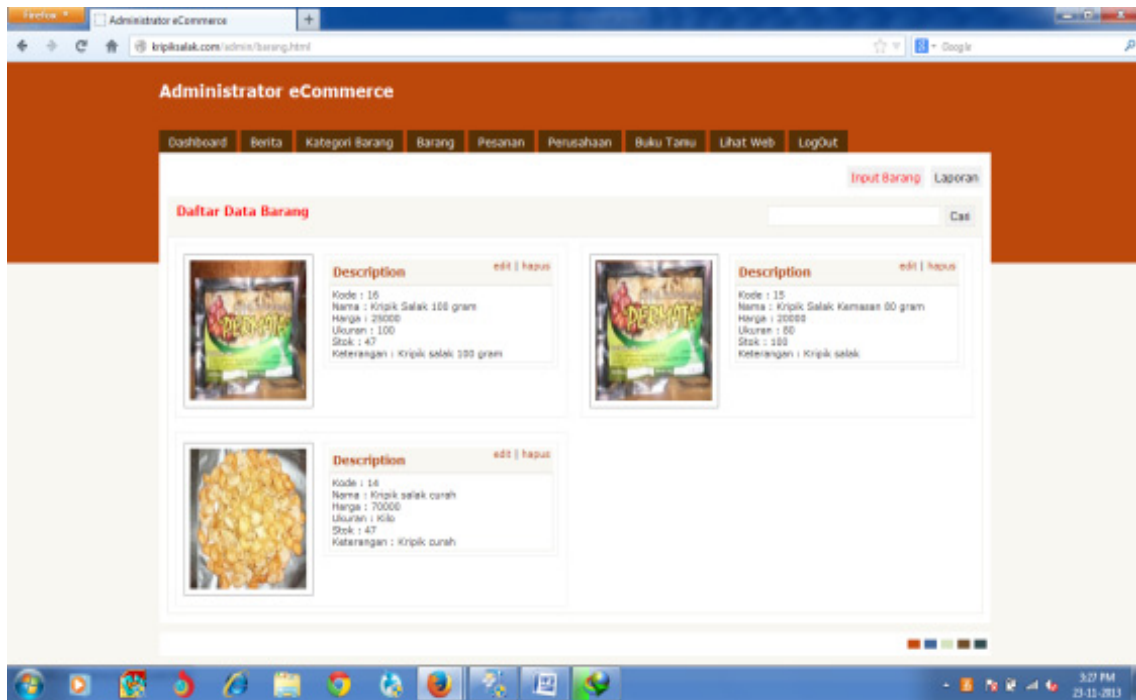 Firefox
Administrator eCommerce
kripiksalak.com/admin/barang.html
Google
Administrator eCommerce
Dashboard Berita Kategori Barang Barang Pesanan Perusahaan Buku Tamu Lihat Web LogOut
Input Barang Laporan
Daftar Data Barang
Cari
Description edit | hapus
Kode : 16
Nama : Kripik Salak 100 gram
Harga : 25000
Ukuran : 100
Stok : 47
Keterangan : Kripik salak 100 gram
PERMATA
Description edit | hapus
Kode : 15
Nama : Kripik Salak Kemasan 80 gram
Harga : 20000
Ukuran : 80
Stok : 100
Keterangan : Kripik salak
PERMATA
Description edit | hapus
Kode : 14
Nama : Kripik salak curah
Harga : 70000
Ukuran : Kilo
Stok : 47
Keterangan : Kripik curah
3:27 PM
23-11-2013